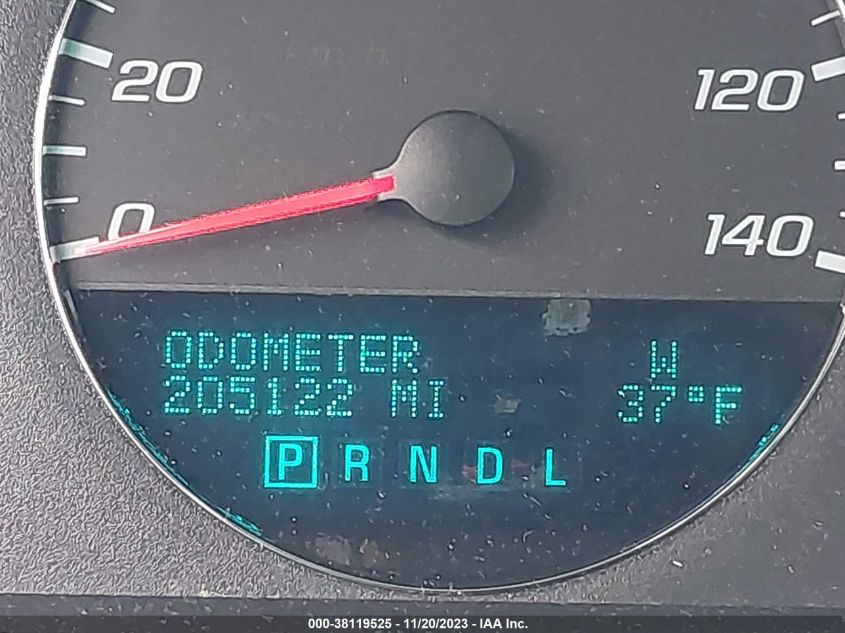 20
120
0
140
ODOMETER
W
205122 MI
37°F
P R N D L
000-38119525 - 11/20/2023 - IAA Inc.